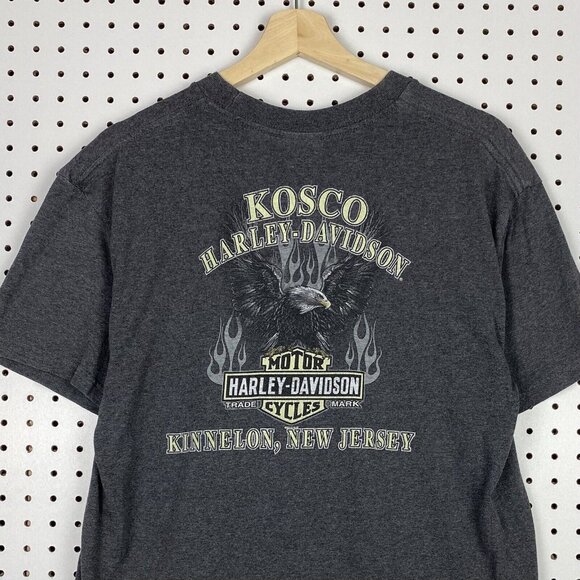 KOSCO
HARLEY-DAVIDSON
MOTOR
HARLEY-DAVIDSON
TRADE MARK
CYCLES
KINNELON, NEW JERSEY